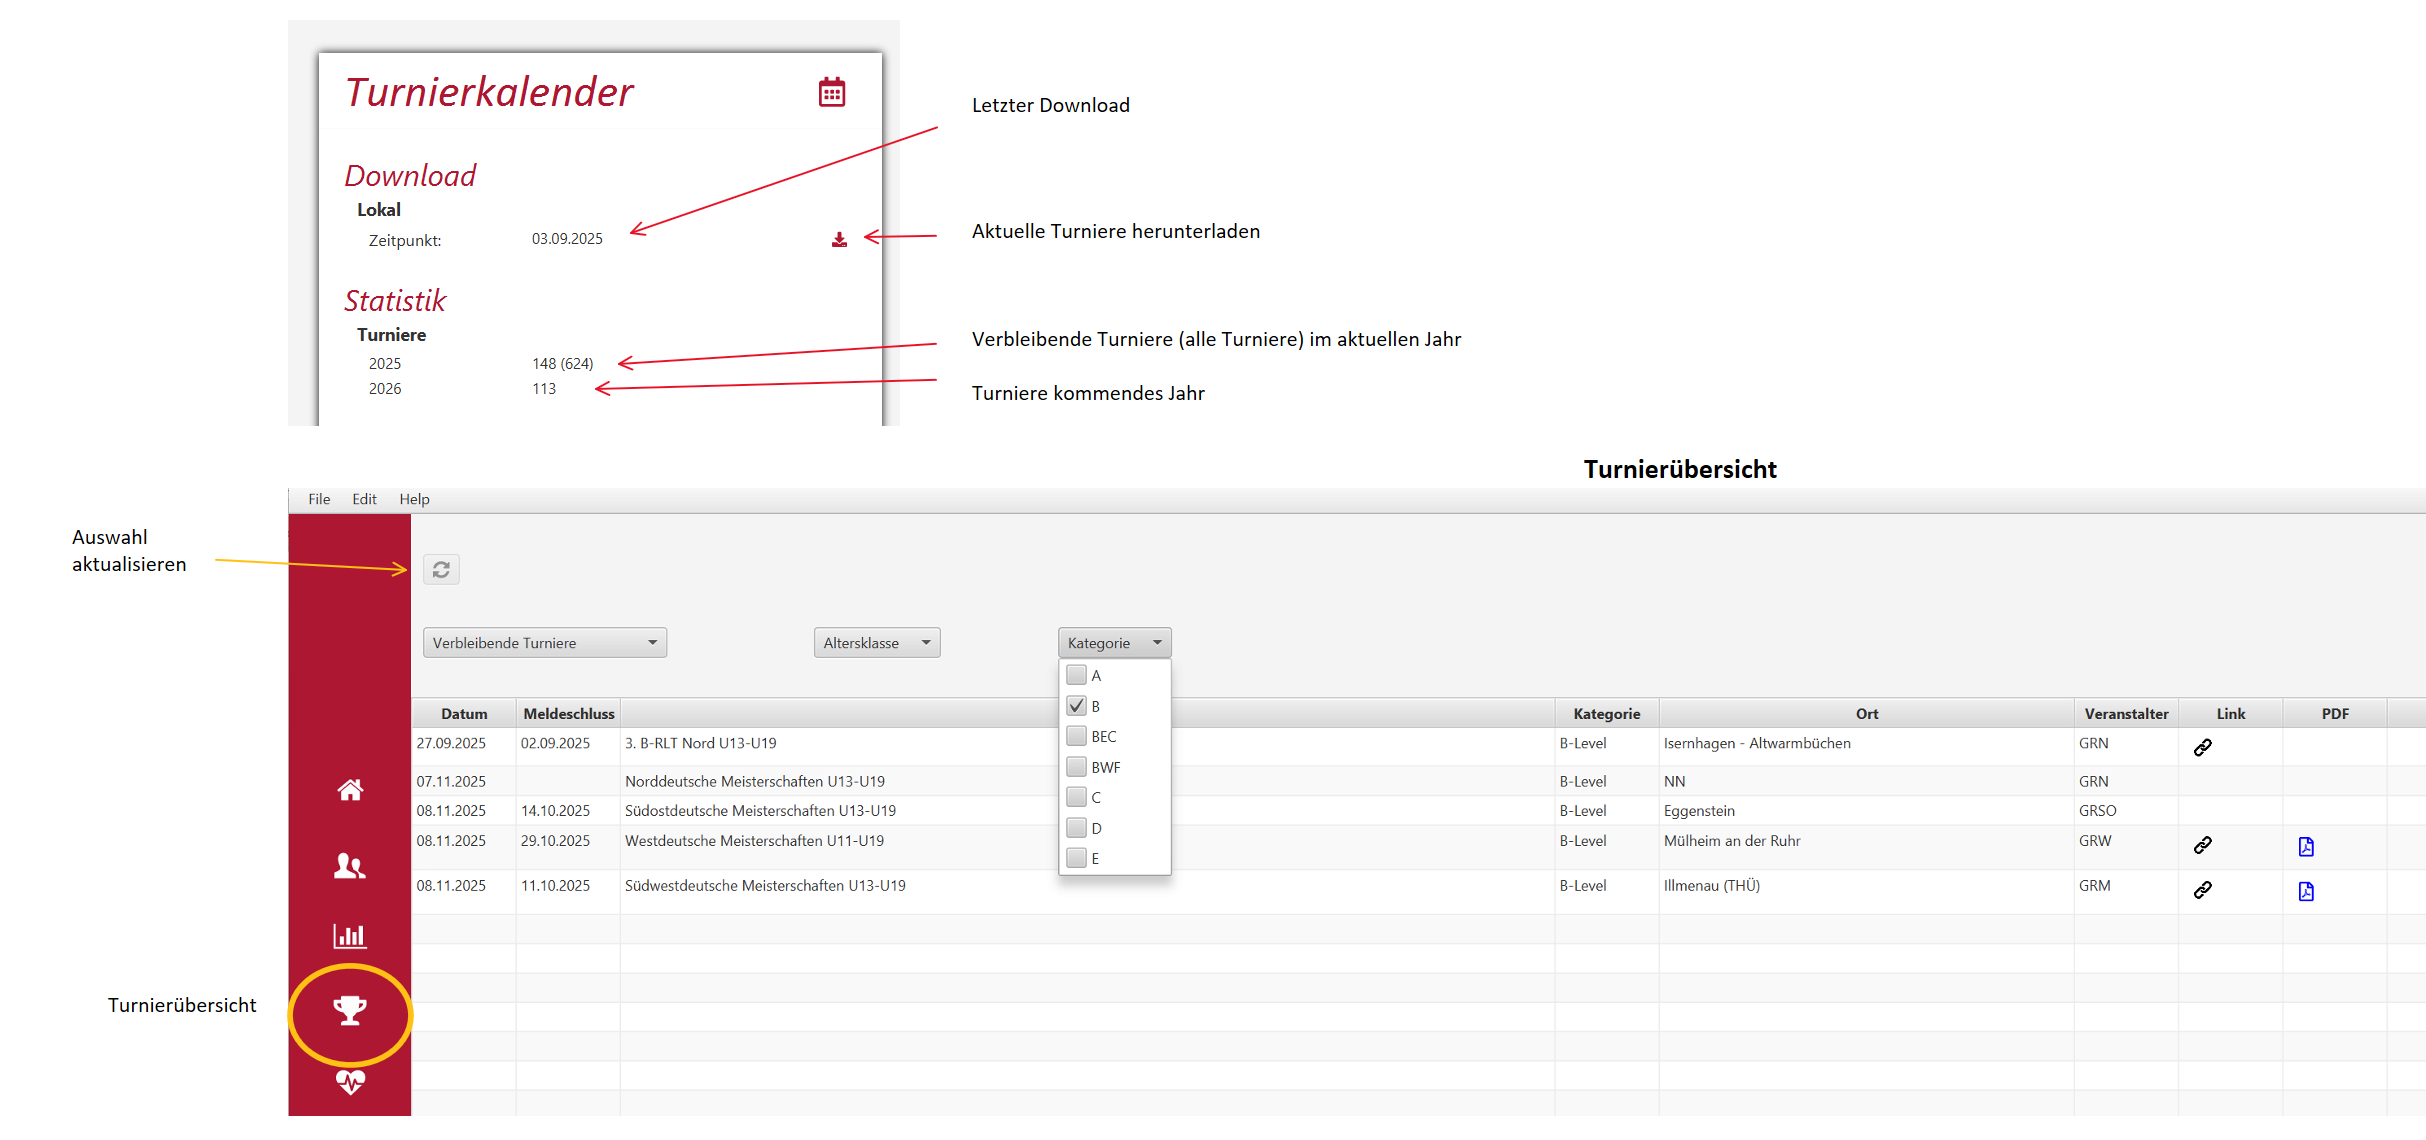 Turnierkalender
Letzter Download
Download
Lokal
Zeitpunkt: 03.09.2025
Aktuelle Turniere herunterladen
Statistik
Turniere
Verbleibende Turniere (alle Turniere) im aktuellen Jahr
2025 148 (624)
2026 113
Turniere kommendes Jahr
Turnierübersicht
File Edit Help
Auswahl
aktualisieren
Verbleibende Turniere Altersklasse Kategorie
A
B
BEC
BWF
C
D
E
Datum Meldeschluss Kategorie Ort Veranstalter Link PDF
27.09.2025 02.09.2025 3. B-RLT Nord U13-U19 B-Level Isernhagen - Altwarmbüchen GRN
07.11.2025 Norddeutsche Meisterschaften U13-U19 B-Level NN GRN
08.11.2025 14.10.2025 Südostdeutsche Meisterschaften U13-U19 B-Level Eggenstein GRSO
08.11.2025 29.10.2025 Westdeutsche Meisterschaften U11-U19 B-Level Mülheim an der Ruhr GRW
08.11.2025 11.10.2025 Südwestdeutsche Meisterschaften U13-U19 B-Level Illmenau (THÜ) GRM
Turnierübersicht